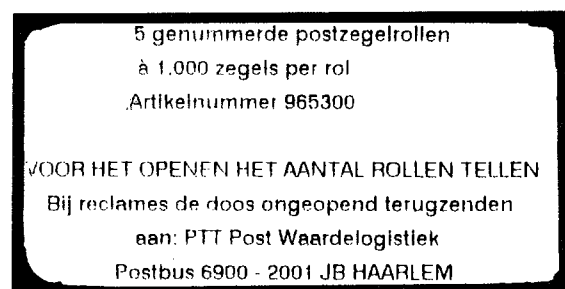 5 genummerde postzegelrollen
à 1.000 zegels per rol
Artikelnummer 965300
VOOR HET OPENEN HET AANTAL ROLLEN TELLEN
Bij reclames de doos ongeopend terugzenden
aan: PTT Post Waardelogistiek
Postbus 6900 - 2001 JB HAARLEM